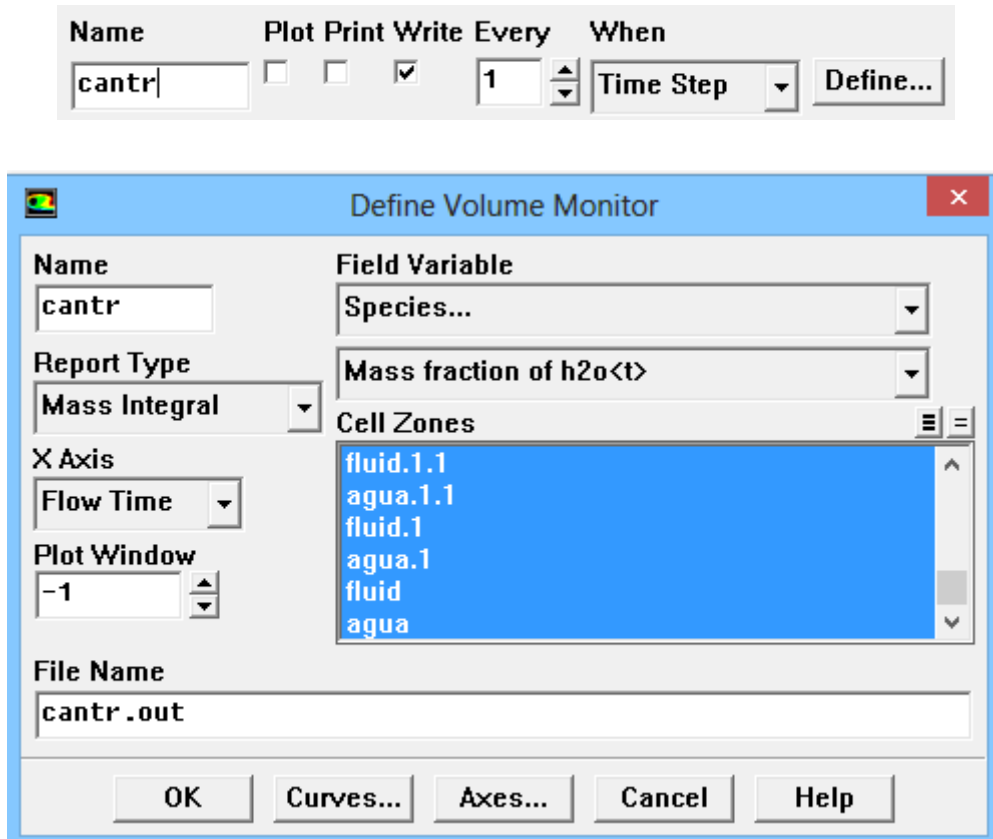 Name Plot Print Write Every When
cantr 1 Time Step Define...
Define Volume Monitor
Name Field Variable
cantr Species...
Report Type Mass fraction of h2o<t>
Mass Integral Cell Zones
X Axis fluid.1.1
Flow Time agua.1.1
fluid.1
Plot Window agua.1
-1 fluid
agua
File Name
cantr.out
OK Curves... Axes... Cancel Help